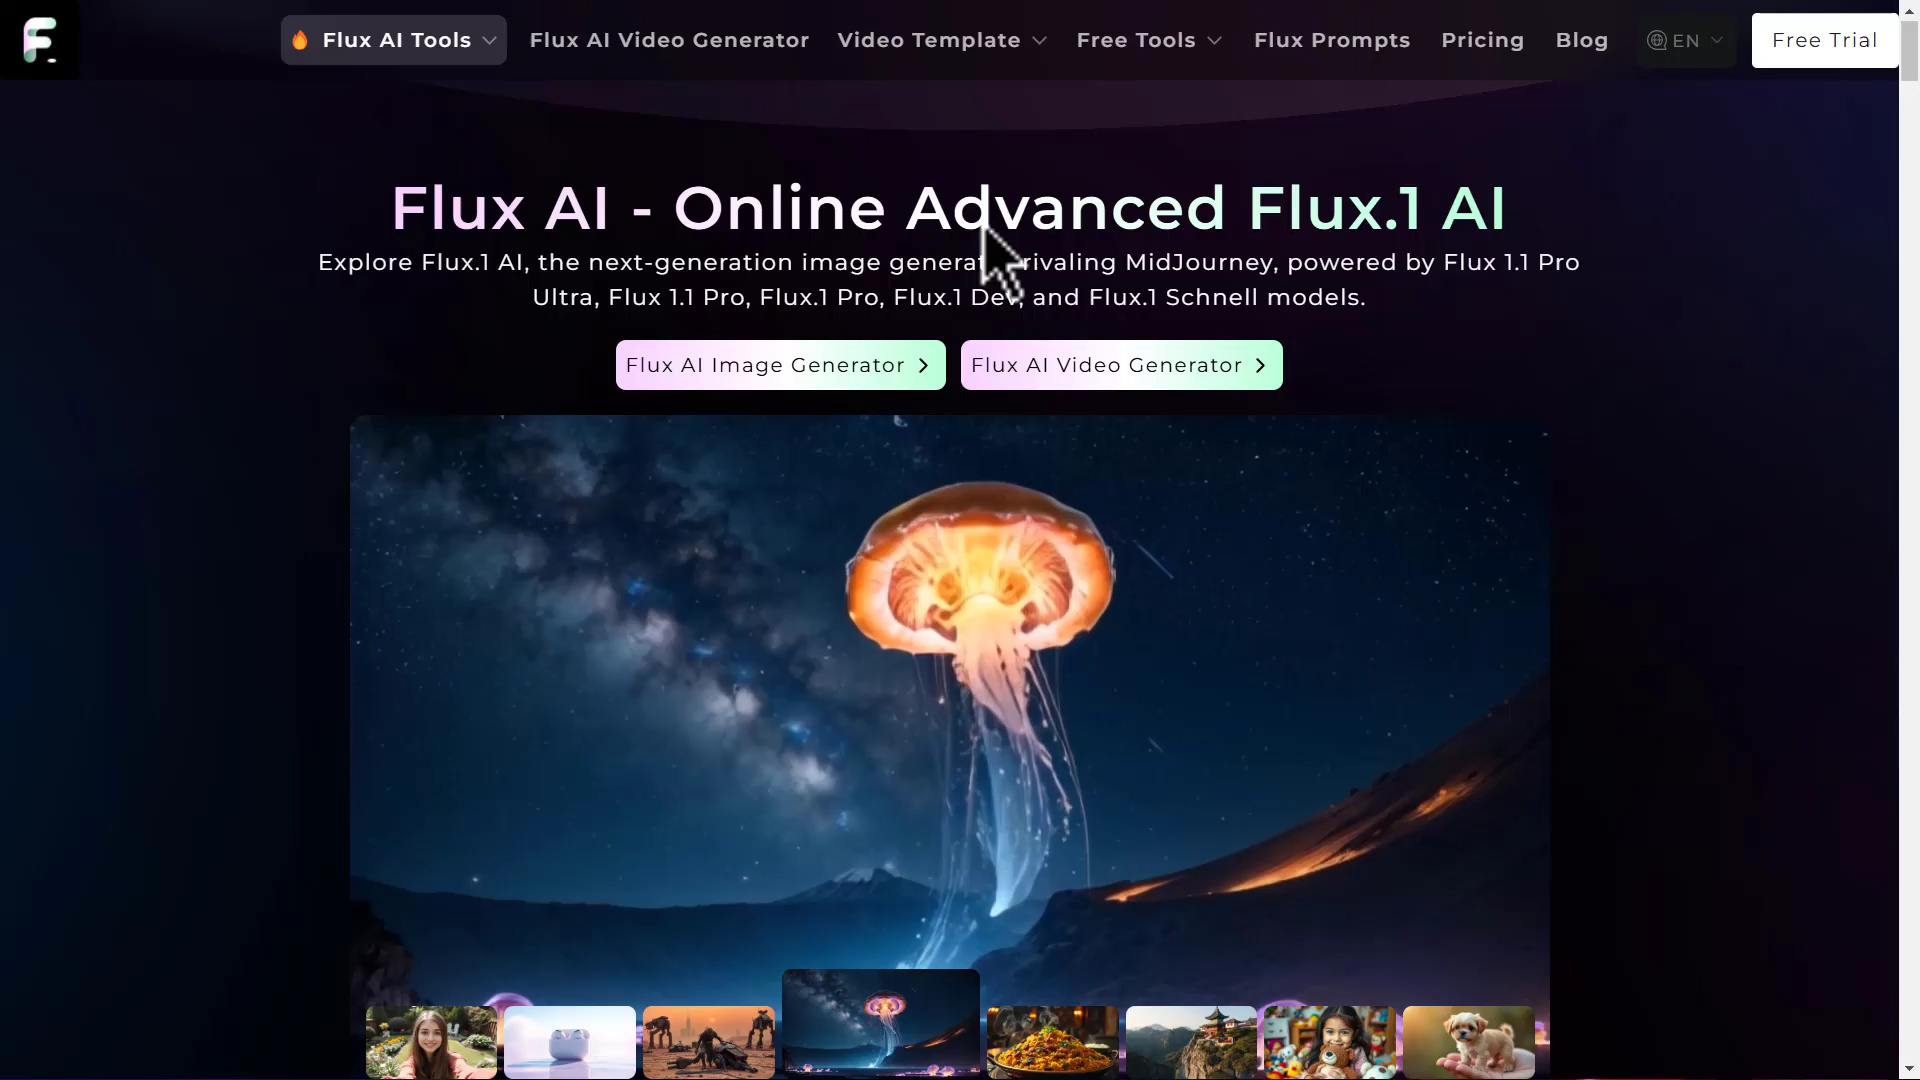 F.
Flux AI Tools
Flux AI Video Generator
Video Template
Free Tools
Flux Prompts
Pricing
Blog
EN
Free Trial
Flux AI - Online Advanced Flux.1 AI
Explore Flux.1 AI, the next-generation image rivaling MidJourney, powered by Flux 1.1 Pro
Ultra, Flux 1.1 Pro, Flux.1 Pro, Flux.1 Dev, and Flux.1 Schnell models.
Flux AI Image Generator
Flux AI Video Generator